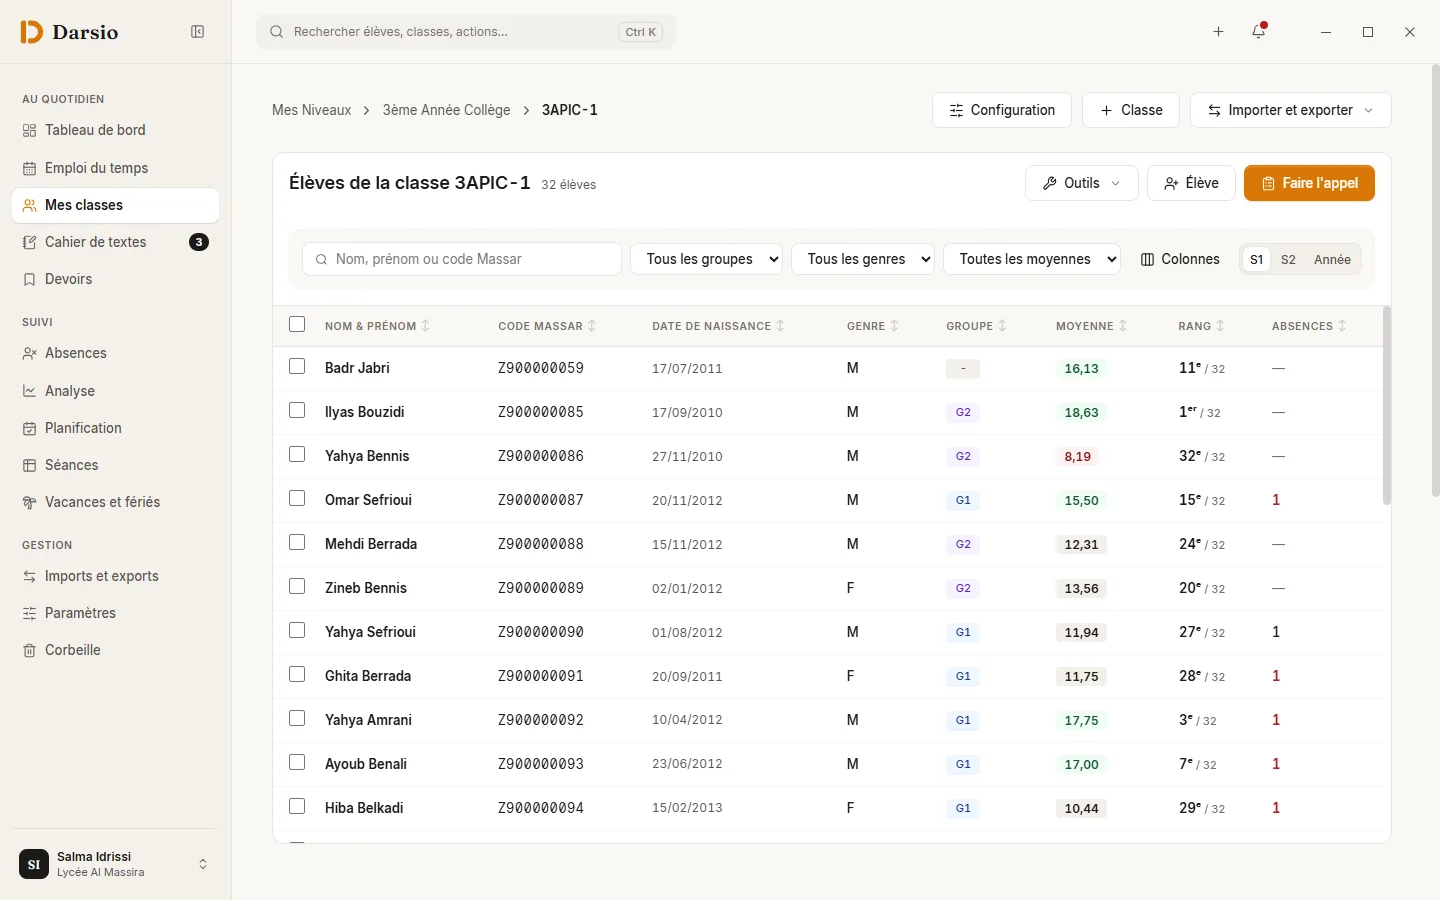 Darsio
Rechercher élèves, classes, actions... Ctrl K
AU QUOTIDIEN
Tableau de bord
Emploi du temps
Mes classes
Cahier de textes 3
Devoirs
SUIVI
Absences
Analyse
Planification
Séances
Vacances et fériés
GESTION
Imports et exports
Paramètres
Corbeille
SI Salma Idrissi
Lycée Al Massira
Mes Niveaux > 3ème Année Collège > 3APIC-1
Configuration + Classe Importer et exporter
Élèves de la classe 3APIC-1 32 élèves
Outils Élève Faire l'appel
Nom, prénom ou code Massar Tous les groupes Tous les genres Toutes les moyennes Colonnes S1 S2 Année
NOM & PRÉNOM CODE MASSAR DATE DE NAISSANCE GENRE GROUPE MOYENNE RANG ABSENCES
Badr Jabri Z900000059 17/07/2011 M - 16,13 11e / 32 —
Ilyas Bouzidi Z900000085 17/09/2010 M G2 18,63 1er / 32 —
Yahya Bennis Z900000086 27/11/2010 M G2 8,19 32e / 32 —
Omar Sefrioui Z900000087 20/11/2012 M G1 15,50 15e / 32 1
Mehdi Berrada Z900000088 15/11/2012 M G2 12,31 24e / 32 —
Zineb Bennis Z900000089 02/01/2012 F G2 13,56 20e / 32 —
Yahya Sefrioui Z900000090 01/08/2012 M G1 11,94 27e / 32 1
Ghita Berrada Z900000091 20/09/2011 F G1 11,75 28e / 32 1
Yahya Amrani Z900000092 10/04/2012 M G1 17,75 3e / 32 1
Ayoub Benali Z900000093 23/06/2012 M G1 17,00 7e / 32 1
Hiba Belkadi Z900000094 15/02/2013 F G1 10,44 29e / 32 1